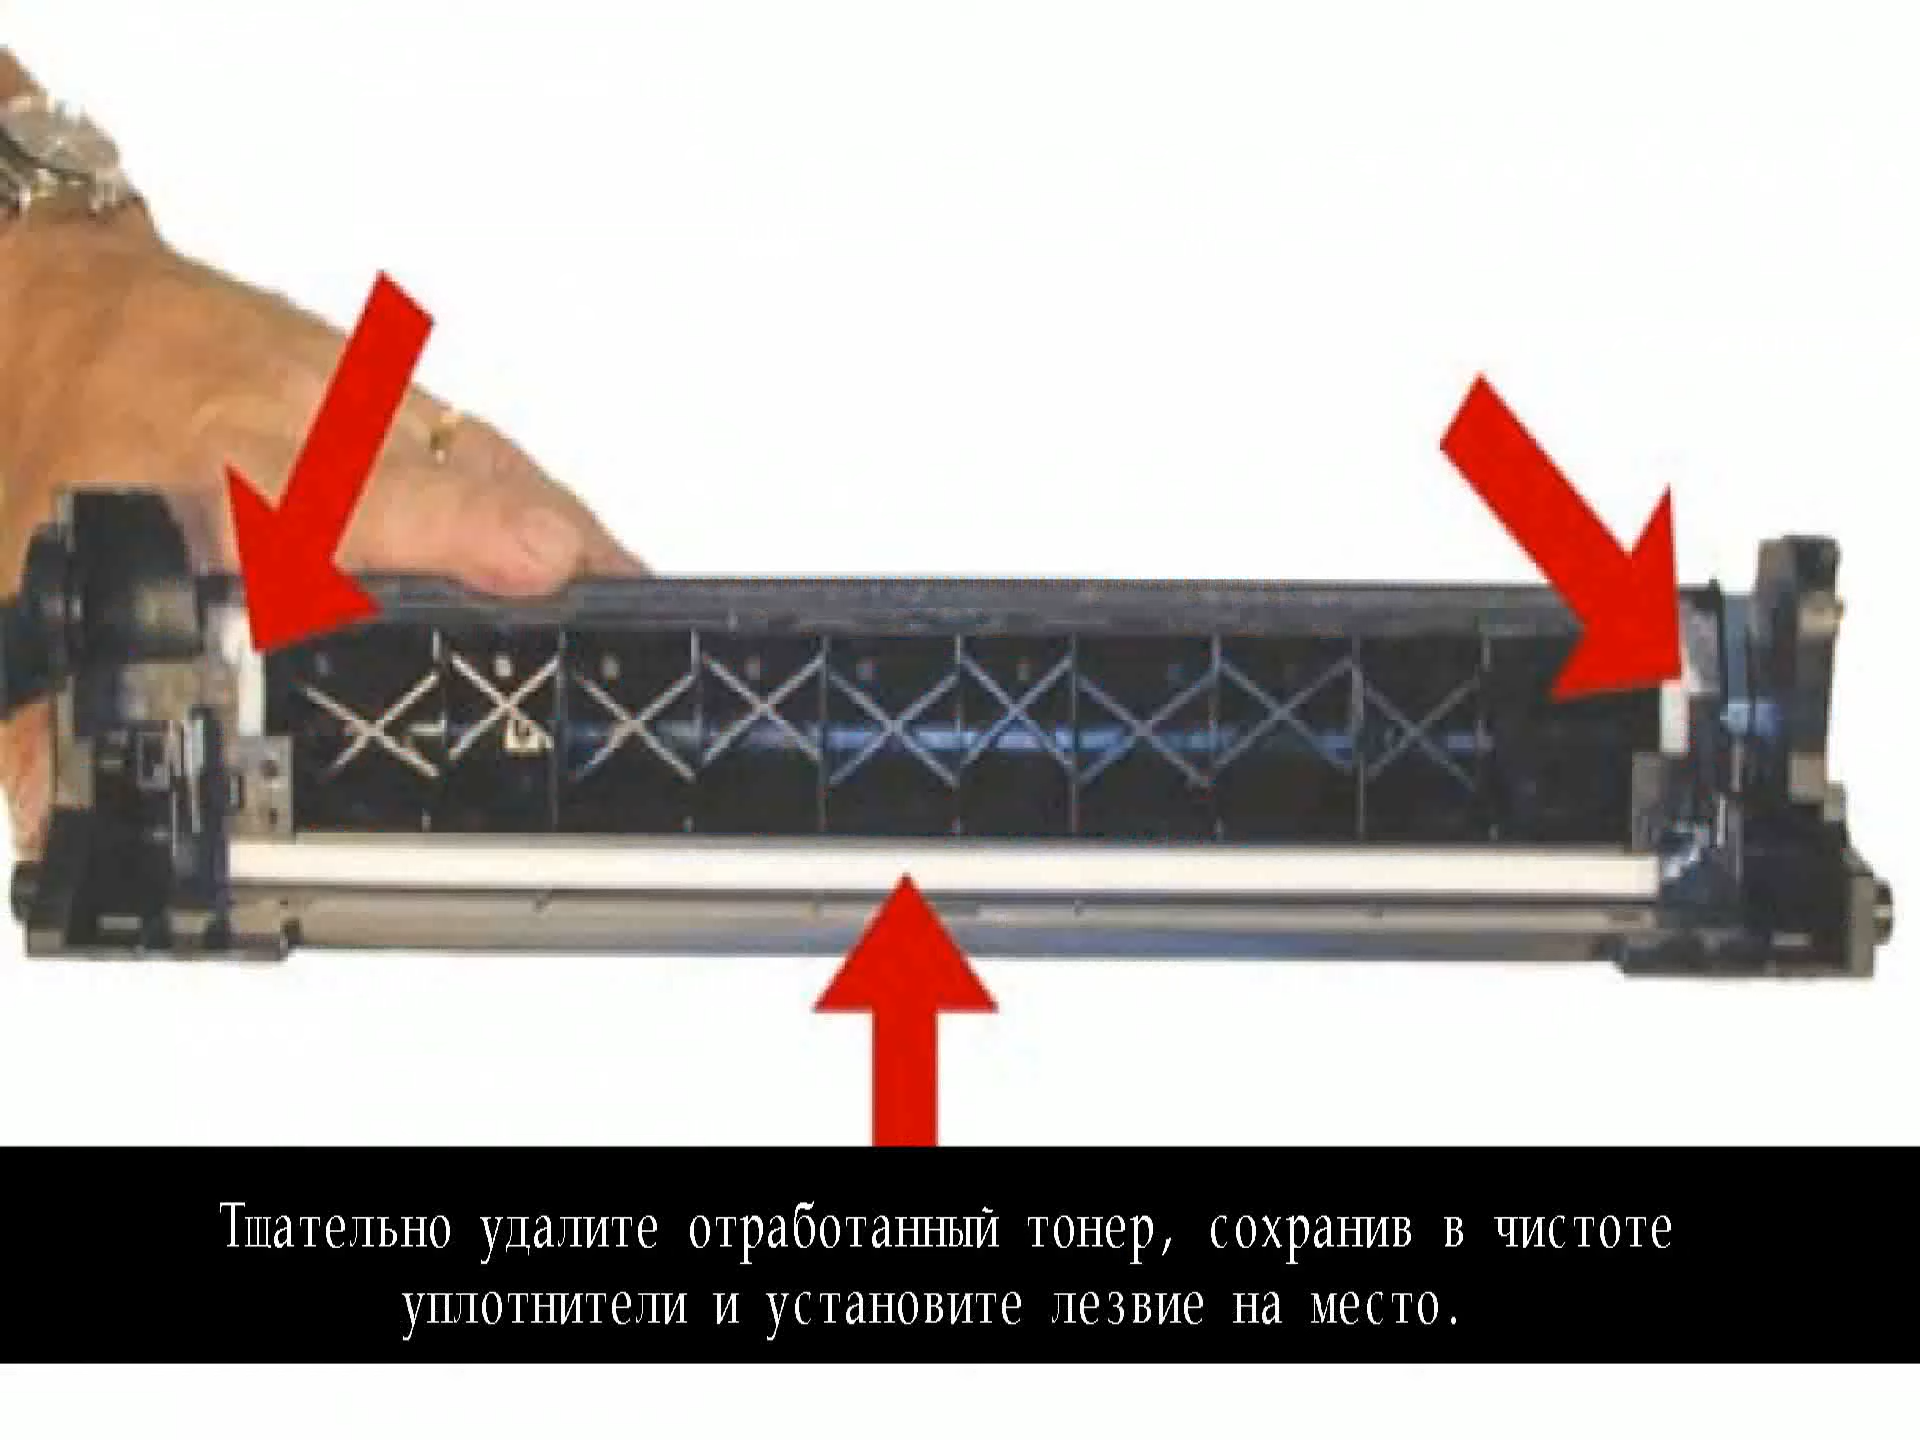 Тщательно удалите отработанный тонер, сохранив в чистоте
уплотнители и установите лезвие на место.